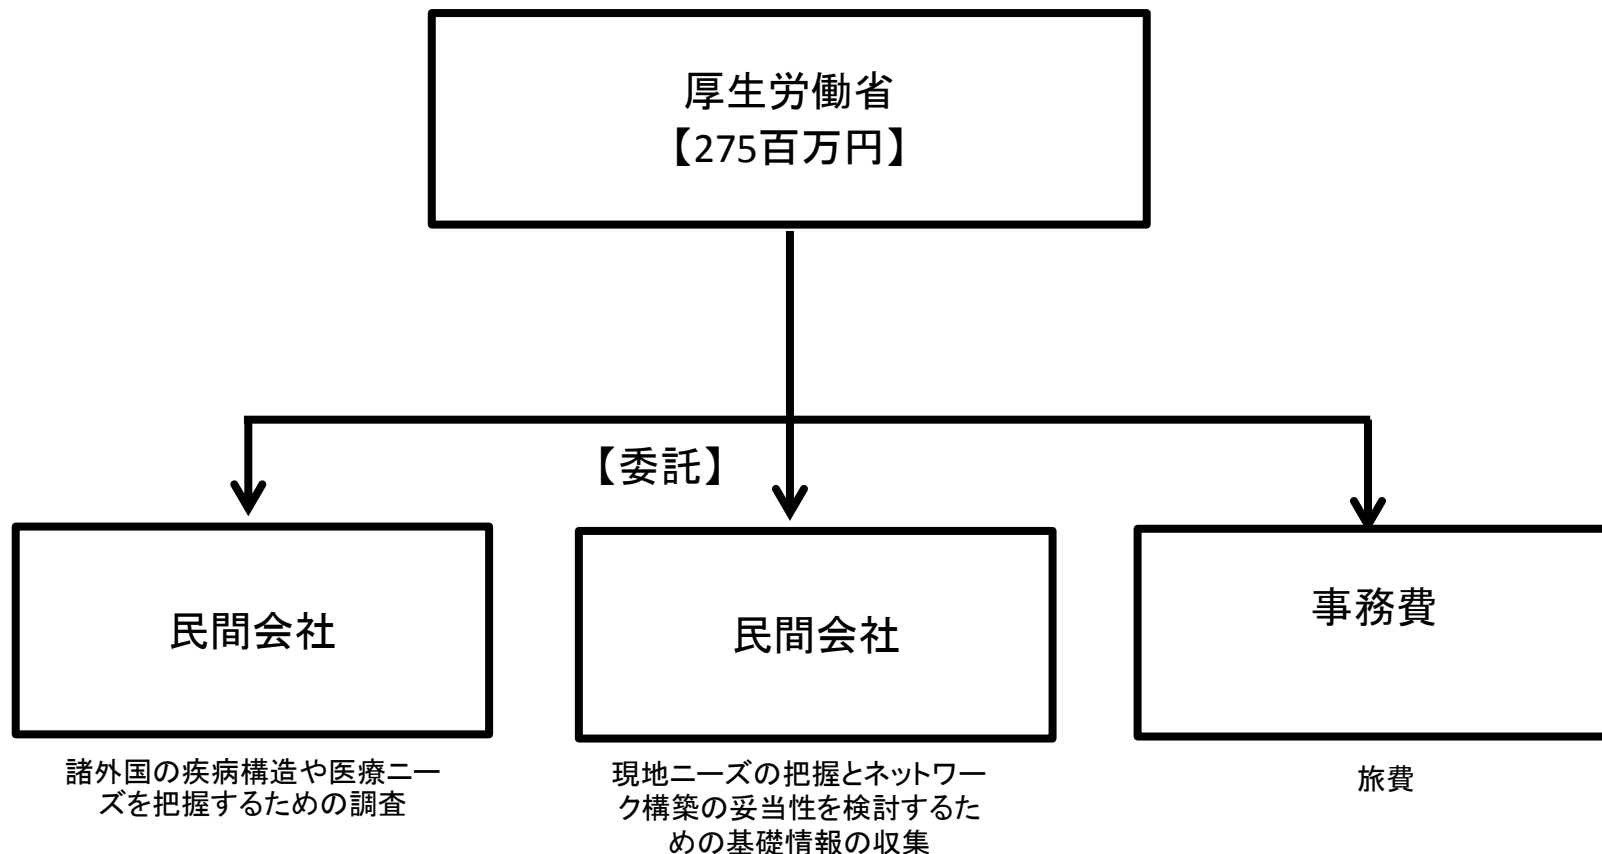 厚生労働省
【275百万円】
【委託】
民間会社
民間会社
事務費
諸外国の疾病構造や医療ニー
ズを把握するための調査
現地ニーズの把握とネットワー
ク構築の妥当性を検討するた
めの基礎情報の収集
旅費